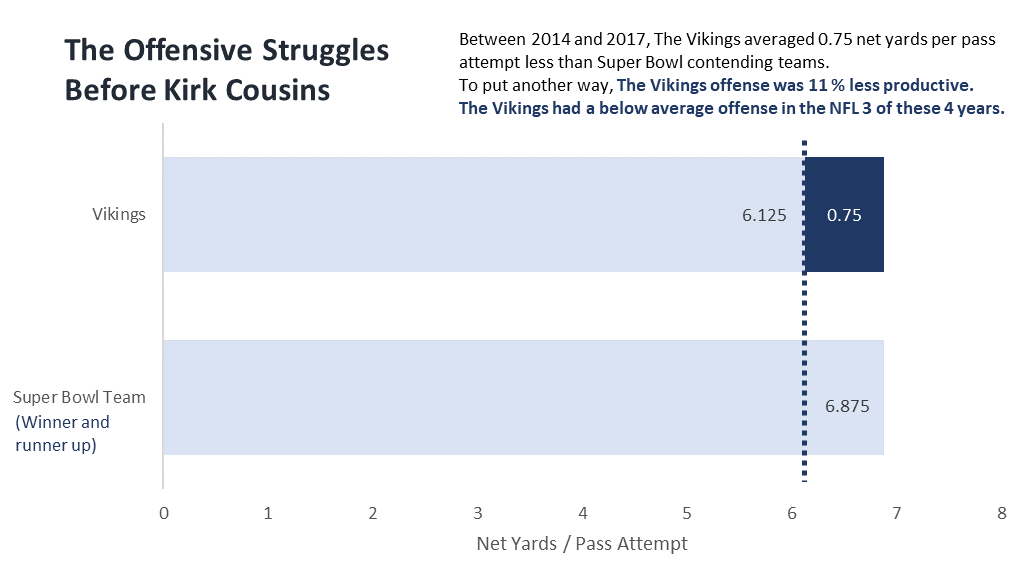 The Offensive Struggles
Before Kirk Cousins
Between 2014 and 2017, The Vikings averaged 0.75 net yards per pass
attempt less than Super Bowl contending teams.
To put another way, The Vikings offense was 11 % less productive.
The Vikings had a below average offense in the NFL 3 of these 4 years.
Vikings
6.125
0.75
Super Bowl Team
(Winner and
runner up)
6.875
0 1 2 3 4 5 6 7 8
Net Yards / Pass Attempt